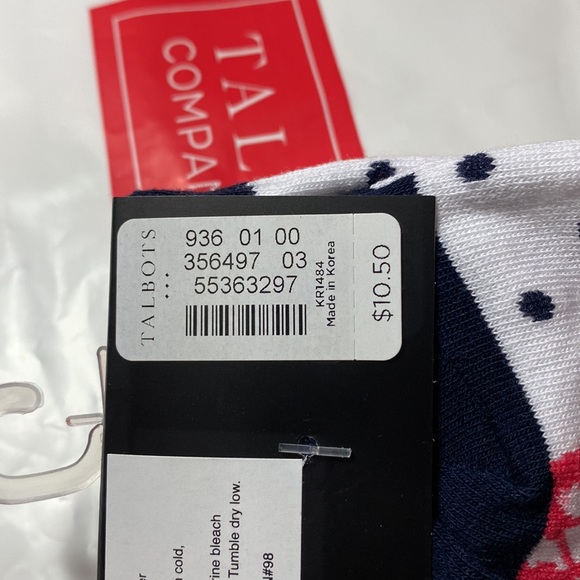 TAL
COMPA
TALBOTS
936 01 00
356497 03
55363297
KR1484
Made in Korea
$10.50
cold,
rine bleach
Tumble dry low.
N#98